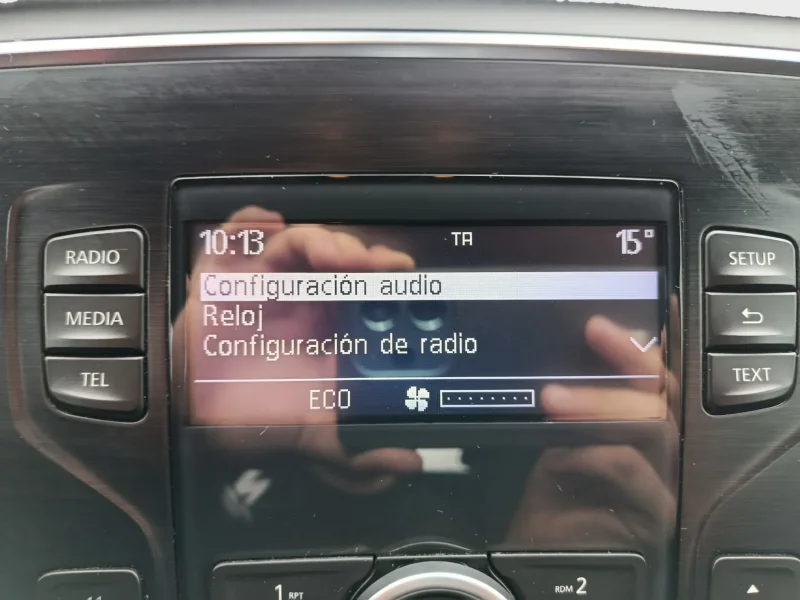 10:13 TA 15°
RADIO
MEDIA
TEL
Configuración audio
Reloj
Configuración de radio
ECO
SETUP
TEXT
1 RPT
RDM 2